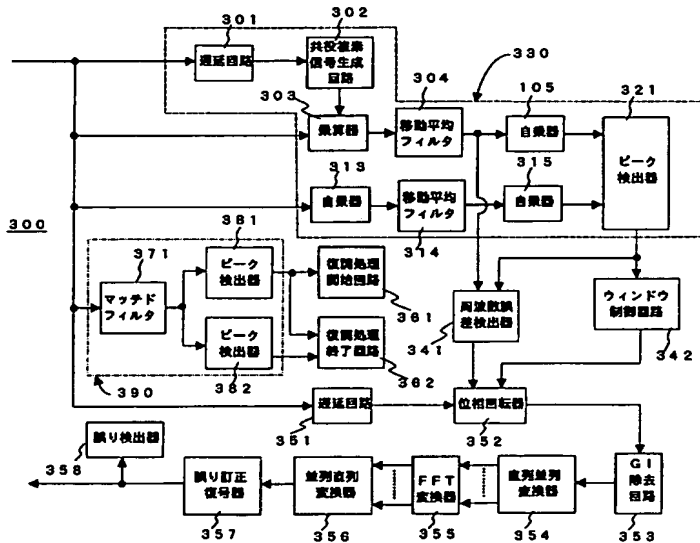 301
302
遅延回路
共役複素
信号生成
回路
303
304
330
105
321
乗算器
移動平均
フィルタ
自乗器
ピーク
検出器
313
315
自乗器
移動平均
フィルタ
自乗器
314
300
371
381
マッチド
フィルタ
ピーク
検出器
復調処理
開始回路
361
ピーク
検出器
382
復調処理
終了回路
362
390
周波数誤
差検出器
341
ウィンドウ
制御回路
342
遅延回路
351
位相回転器
352
誤り検出器
358
誤り訂正
復号器
357
並列直列
変換器
356
FFT
変換器
355
直列並列
変換器
354
GI
除去
回路
353